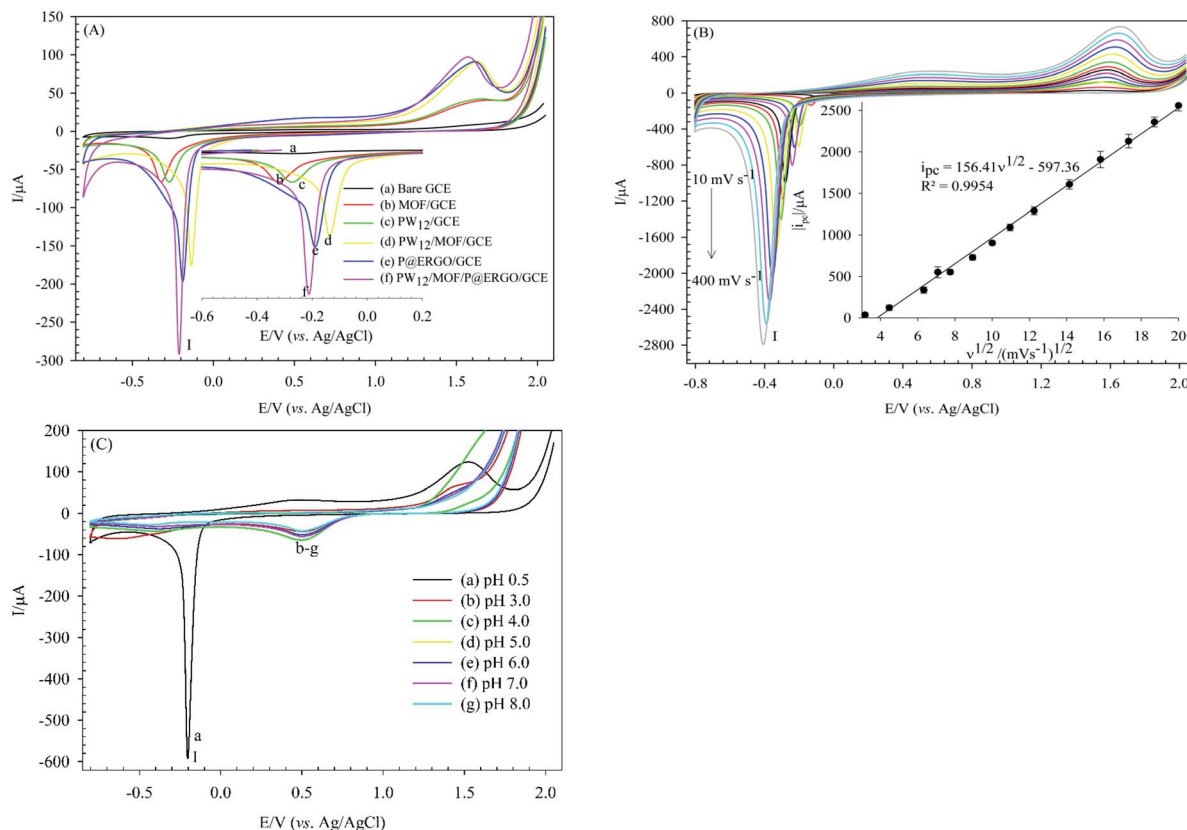 (A)
150
100
50
0
-50
-100
-150
-200
-250
-300
I/μA
a
b
c
d
e
f
I
(a) Bare GCE
(b) MOF/GCE
(c) PW12/GCE
(d) PW12/MOF/GCE
(e) P@ERGO/GCE
(f) PW12/MOF/P@ERGO/GCE
-0.6 -0.4 -0.2 0.0 0.2
E/V (vs. Ag/AgCl)
-0.5 0.0 0.5 1.0 1.5 2.0
E/V (vs. Ag/AgCl)
(B)
800
400
0
-400
-800
-1200
-1600
-2000
-2400
-2800
I/μA
10 mV s-1
400 mV s-1
I
2500
2000
1500
1000
500
0
|ipc|/μA
ipc = 156.41ν1/2 - 597.36
R2 = 0.9954
4 6 8 10 12 14 16 18 20
ν1/2/(mVs-1)1/2
-0.8 -0.4 0.0 0.4 0.8 1.2 1.6 2.0
E/V (vs. Ag/AgCl)
(C)
200
100
0
-100
-200
-300
-400
-500
-600
I/μA
b-g
a
I
(a) pH 0.5
(b) pH 3.0
(c) pH 4.0
(d) pH 5.0
(e) pH 6.0
(f) pH 7.0
(g) pH 8.0
-0.5 0.0 0.5 1.0 1.5 2.0
E/V (vs. Ag/AgCl)